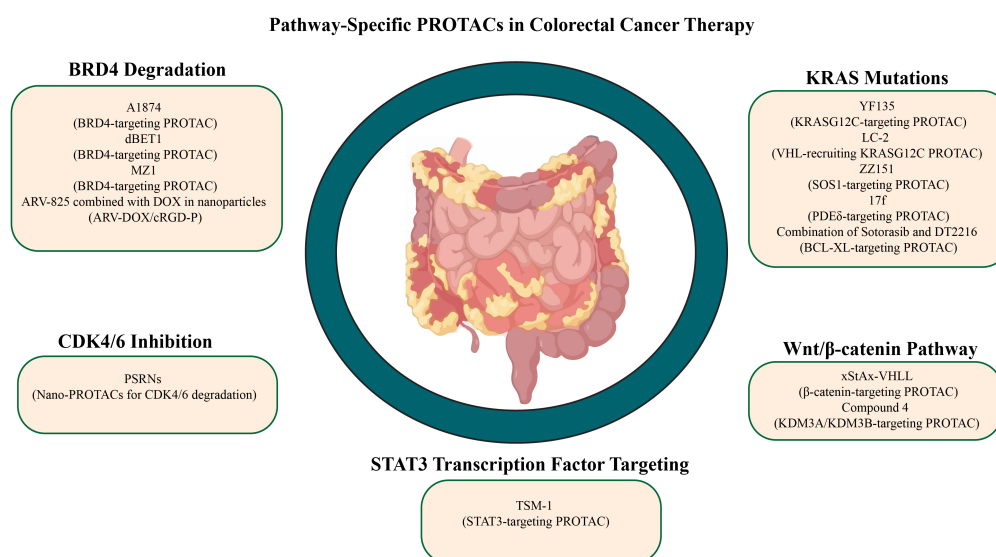 Pathway-Specific PROTACs in Colorectal Cancer Therapy
BRD4 Degradation
A1874
(BRD4-targeting PROTAC)
dBET1
(BRD4-targeting PROTAC)
MZ1
(BRD4-targeting PROTAC)
ARV-825 combined with DOX in nanoparticles
(ARV-DOX/cRGD-P)
KRAS Mutations
YF135
(KRASG12C-targeting PROTAC)
LC-2
(VHL-recruiting KRASG12C PROTAC)
ZZ151
(SOS1-targeting PROTAC)
17f
(PDEδ-targeting PROTAC)
Combination of Sotorasib and DT2216
(BCL-XL-targeting PROTAC)
CDK4/6 Inhibition
PSRNs
(Nano-PROTACs for CDK4/6 degradation)
Wnt/β-catenin Pathway
xStAx-VHLL
(β-catenin-targeting PROTAC)
Compound 4
(KDM3A/KDM3B-targeting PROTAC)
STAT3 Transcription Factor Targeting
TSM-1
(STAT3-targeting PROTAC)